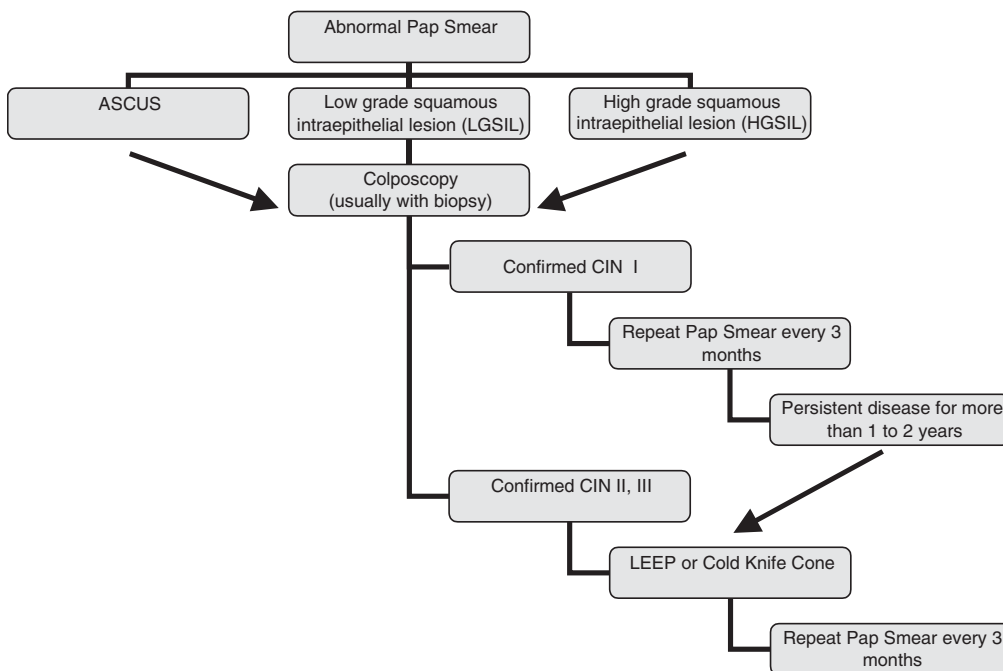 Abnormal Pap Smear
ASCUS
Low grade squamous
intraepithelial lesion (LGSIL)
High grade squamous
intraepithelial lesion (HGSIL)
Colposcopy
(usually with biopsy)
Confirmed CIN I
Repeat Pap Smear every 3
months
Persistent disease for more
than 1 to 2 years
Confirmed CIN II, III
LEEP or Cold Knife Cone
Repeat Pap Smear every 3
months